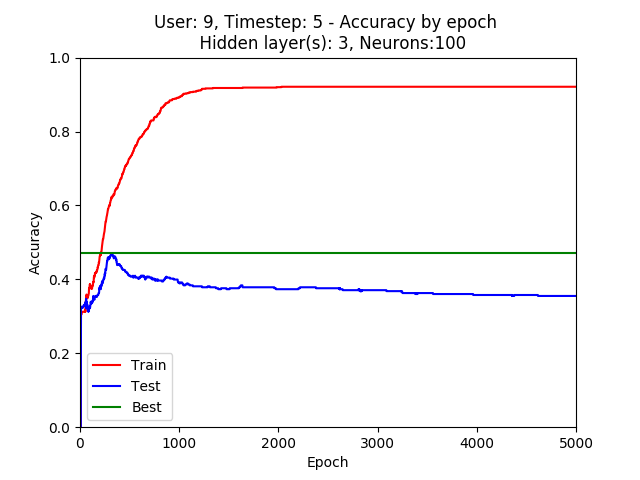 User: 9, Timestep: 5 - Accuracy by epoch
Hidden layer(s): 3, Neurons:100
1.0
0.8
0.6
0.4
0.2
0.0
Accuracy
Train
Test
Best
0 1000 2000 3000 4000 5000
Epoch